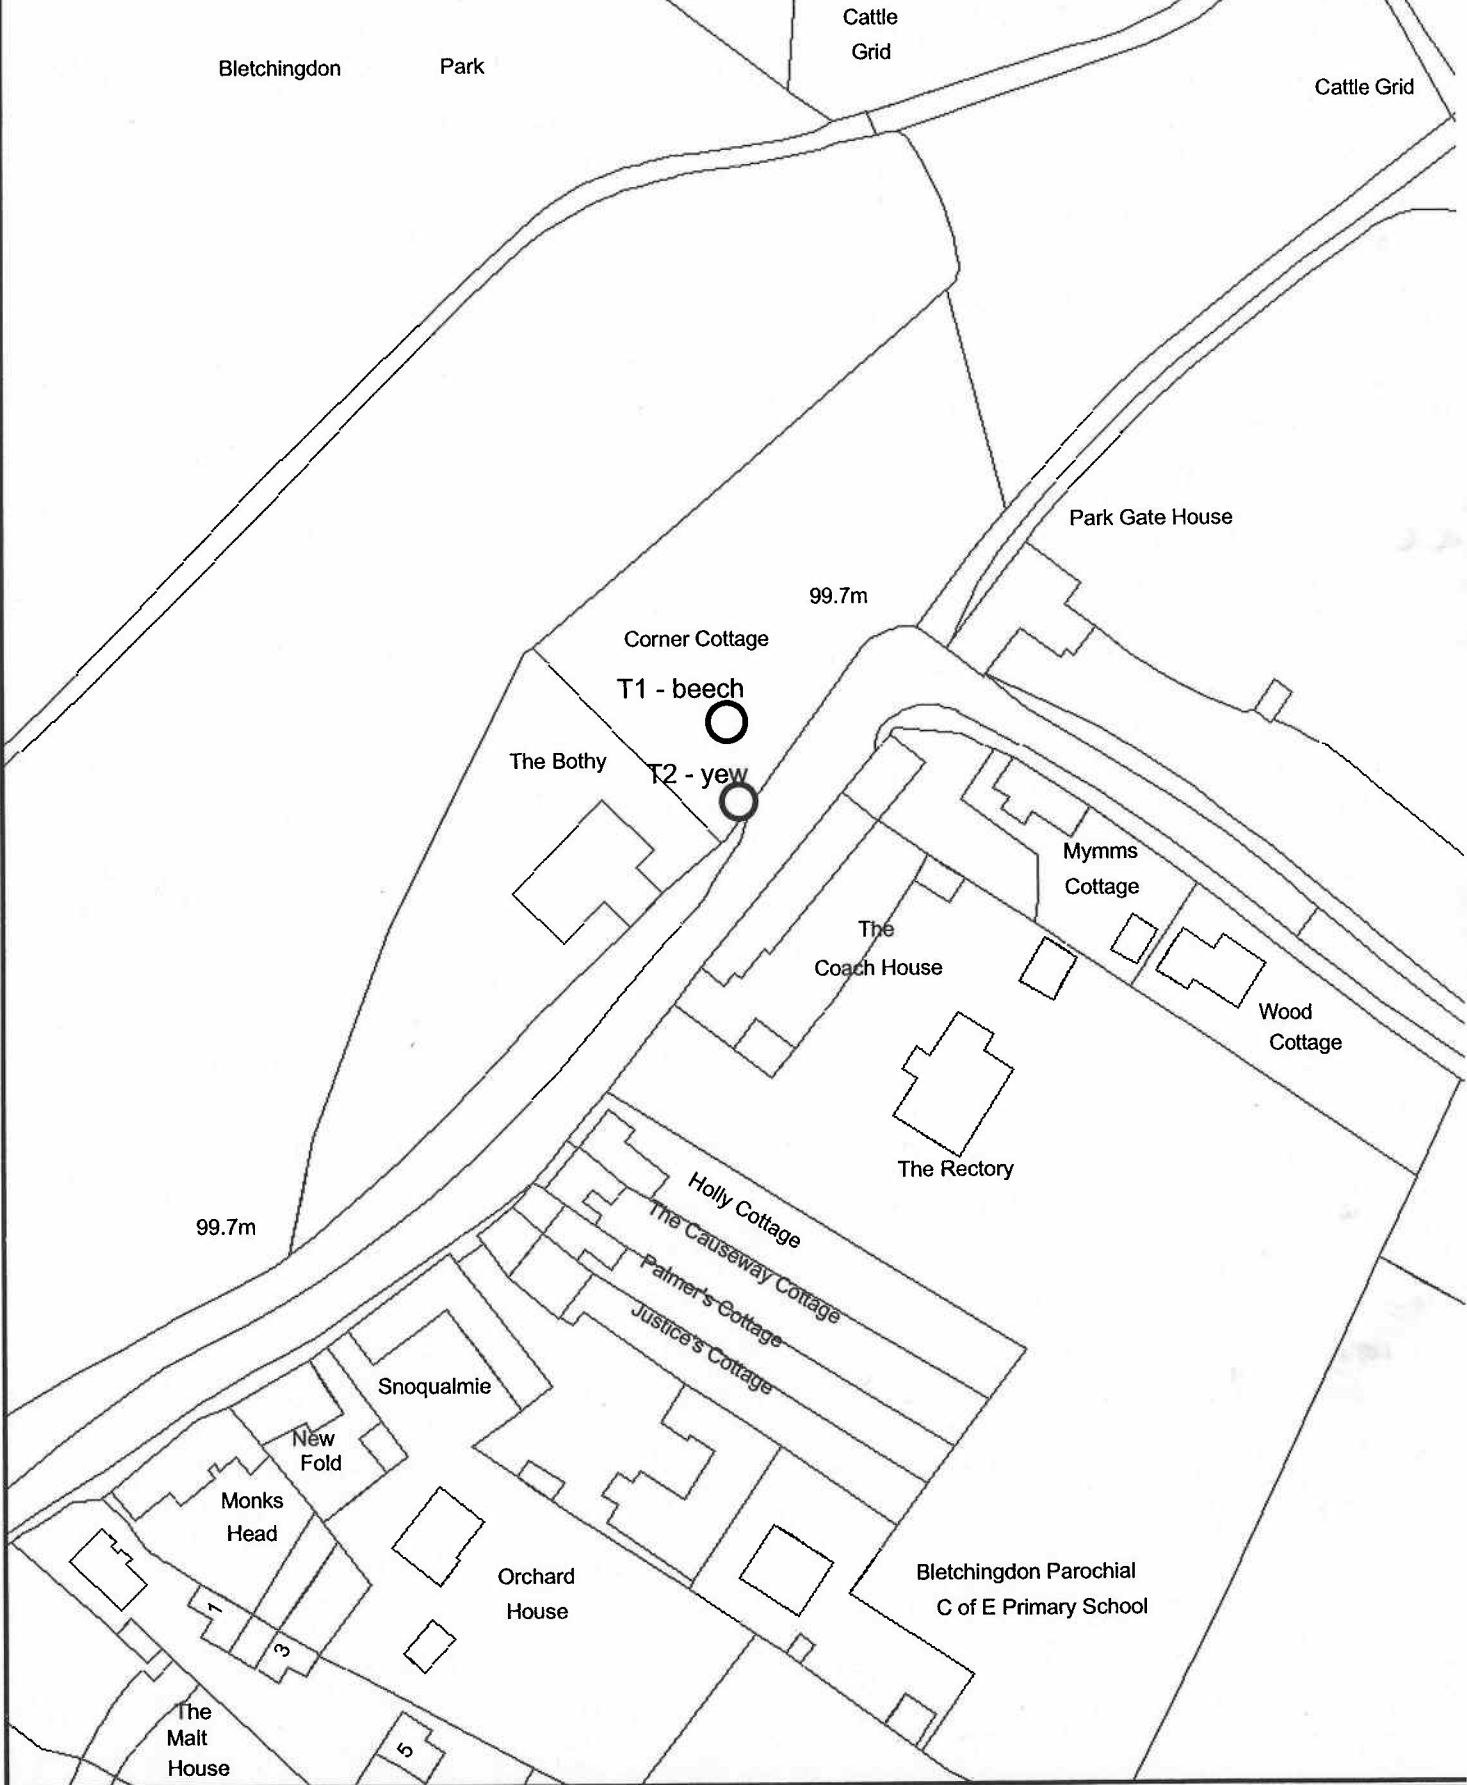 Cattle
Grid
Bletchingdon Park
Cattle Grid
Park Gate House
99.7m
Corner Cottage
T1 - beech
The Bothy
T2 - yew
Mymms
Cottage
The
Coach House
Wood
Cottage
The Rectory
Holly Cottage
The Causeway Cottage
Palmer's Cottage
Justice's Cottage
99.7m
Snoqualmie
New
Fold
Monks
Head
Orchard
House
Bletchingdon Parochial
C of E Primary School
1
3
The
Malt
House
5